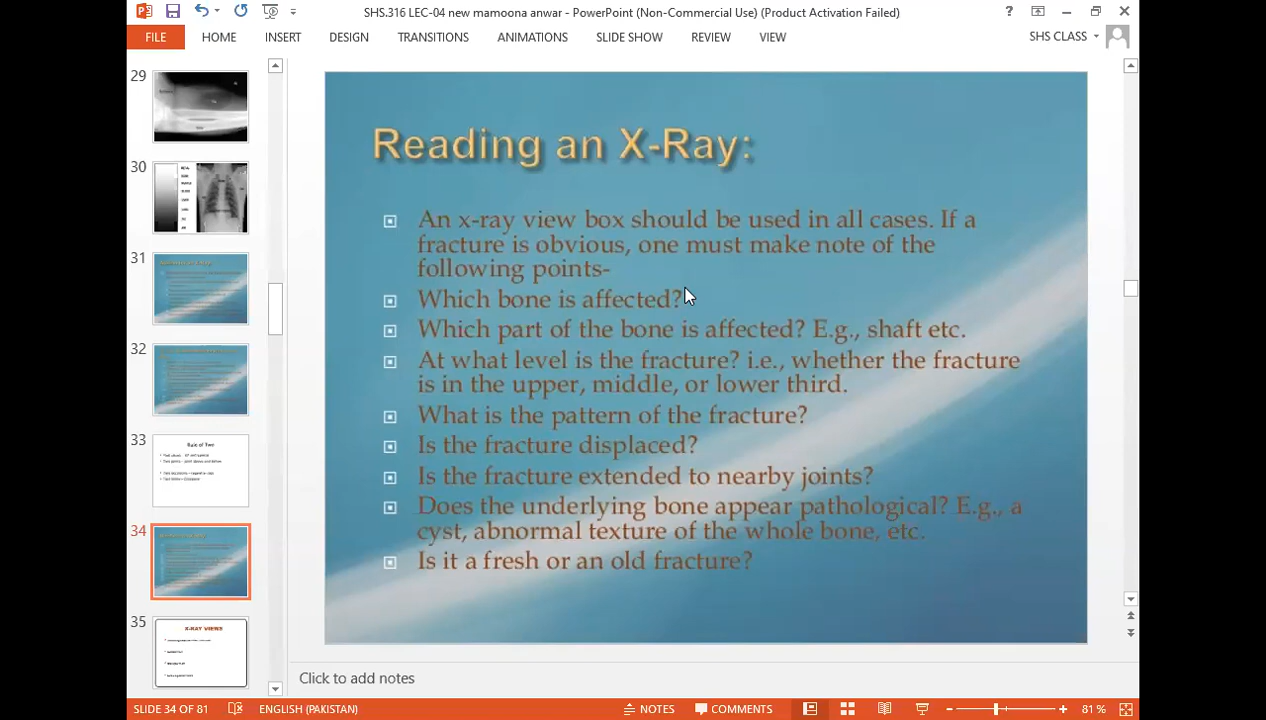 SHS.316 LEC-04 new mamoona anwar - PowerPoint (Non-Commercial Use) (Product Activation Failed)
FILE HOME INSERT DESIGN TRANSITIONS ANIMATIONS SLIDE SHOW REVIEW VIEW SHS CLASS
29
30
31
32
33
Rule of Two
34
35
X-RAY VIEWS
Reading an X-Ray:
An x-ray view box should be used in all cases. If a
fracture is obvious, one must make note of the
following points-
Which bone is affected?
Which part of the bone is affected? E.g., shaft etc.
At what level is the fracture? i.e., whether the fracture
is in the upper, middle, or lower third.
What is the pattern of the fracture?
Is the fracture displaced?
Is the fracture extended to nearby joints?
Does the underlying bone appear pathological? E.g., a
cyst, abnormal texture of the whole bone, etc.
Is it a fresh or an old fracture?
Click to add notes
SLIDE 34 OF 81 ENGLISH (PAKISTAN) NOTES COMMENTS 81 %